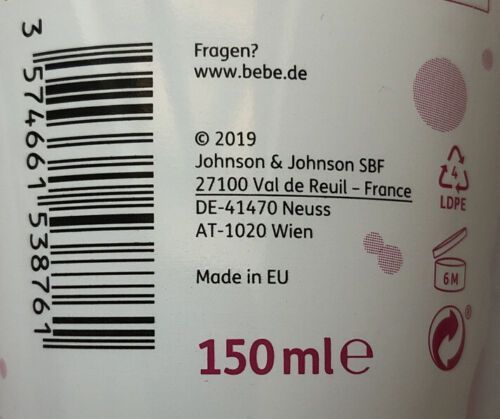 3 574661 538761
Fragen?
www.bebe.de
© 2019
Johnson & Johnson SBF
27100 Val de Reuil – France
DE-41470 Neuss
AT-1020 Wien
Made in EU
150 ml ℮
4
LDPE
6 M
®